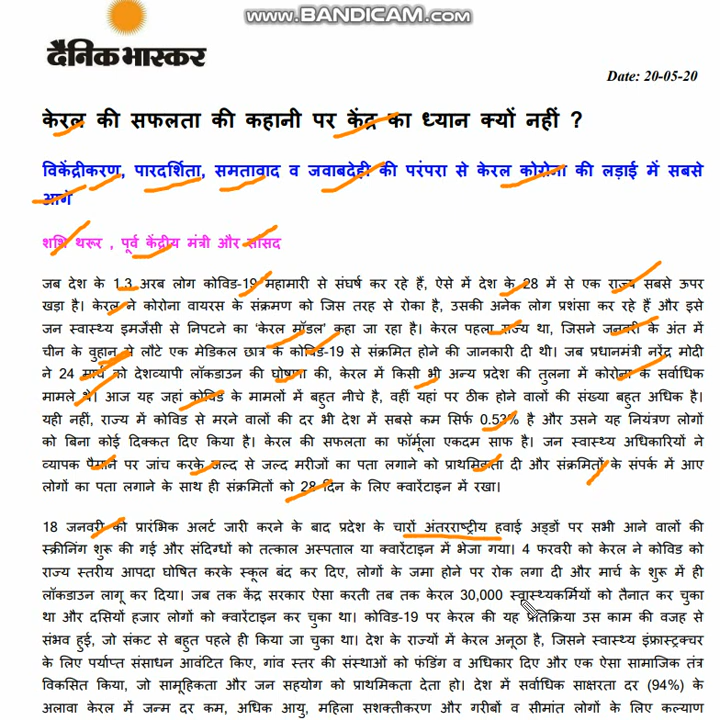 www.BANDICAM.com
दैनिक भास्कर
Date: 20-05-20
केरल की सफलता की कहानी पर केंद्र का ध्यान क्यों नहीं ?
विकेंद्रीकरण, पारदर्शिता, समतावाद व जवाबदेही की परंपरा से केरल कोरोना की लड़ाई में सबसे
आगे
शशि थरूर , पूर्व केंद्रीय मंत्री और सांसद
जब देश के 1.3 अरब लोग कोविड-19 महामारी से संघर्ष कर रहे हैं, ऐसे में देश के 28 में से एक राज्य सबसे ऊपर
खड़ा है। केरल ने कोरोना वायरस के संक्रमण को जिस तरह से रोका है, उसकी अनेक लोग प्रशंसा कर रहे हैं और इसे
जन स्वास्थ्य इमर्जेंसी से निपटने का 'केरल मॉडल' कहा जा रहा है। केरल पहला राज्य था, जिसने जनवरी के अंत में
चीन के वुहान से लौटे एक मेडिकल छात्र के कोविड-19 से संक्रमित होने की जानकारी दी थी। जब प्रधानमंत्री नरेंद्र मोदी
ने 24 मार्च को देशव्यापी लॉकडाउन की घोषणा की, केरल में किसी भी अन्य प्रदेश की तुलना में कोरोना के सर्वाधिक
मामले थे। आज यह जहां कोविड के मामलों में बहुत नीचे है, वहीं यहां पर ठीक होने वालों की संख्या बहुत अधिक है।
यही नहीं, राज्य में कोविड से मरने वालों की दर भी देश में सबसे कम सिर्फ 0.53% है और उसने यह नियंत्रण लोगों
को बिना कोई दिक्कत दिए किया है। केरल की सफलता का फॉर्मूला एकदम साफ है। जन स्वास्थ्य अधिकारियों ने
व्यापक पैमाने पर जांच करके जल्द से जल्द मरीजों का पता लगाने को प्राथमिकता दी और संक्रमितों के संपर्क में आए
लोगों का पता लगाने के साथ ही संक्रमितों को 28 दिन के लिए क्वारेंटाइन में रखा।
18 जनवरी को प्रारंभिक अलर्ट जारी करने के बाद प्रदेश के चारों अंतरराष्ट्रीय हवाई अड्डों पर सभी आने वालों की
स्क्रीनिंग शुरू की गई और संदिग्धों को तत्काल अस्पताल या क्वारेंटाइन में भेजा गया। 4 फरवरी को केरल ने कोविड को
राज्य स्तरीय आपदा घोषित करके स्कूल बंद कर दिए, लोगों के जमा होने पर रोक लगा दी और मार्च के शुरू में ही
लॉकडाउन लागू कर दिया। जब तक केंद्र सरकार ऐसा करती तब तक केरल 30,000 स्वास्थ्यकर्मियों को तैनात कर चुका
था और दसियों हजार लोगों को क्वारेंटाइन कर चुका था। कोविड-19 पर केरल की यह प्रतिक्रिया उस काम की वजह से
संभव हुई, जो संकट से बहुत पहले ही किया जा चुका था। देश के राज्यों में केरल अनूठा है, जिसने स्वास्थ्य इंफ्रास्ट्रक्चर
के लिए पर्याप्त संसाधन आवंटित किए, गांव स्तर की संस्थाओं को फंडिंग व अधिकार दिए और एक ऐसा सामाजिक तंत्र
विकसित किया, जो सामूहिकता और जन सहयोग को प्राथमिकता देता हो। देश में सर्वाधिक साक्षरता दर (94%) के
अलावा केरल में जन्म दर कम, अधिक आयु, महिला सशक्तीकरण और गरीबों व सीमांत लोगों के लिए कल्याण